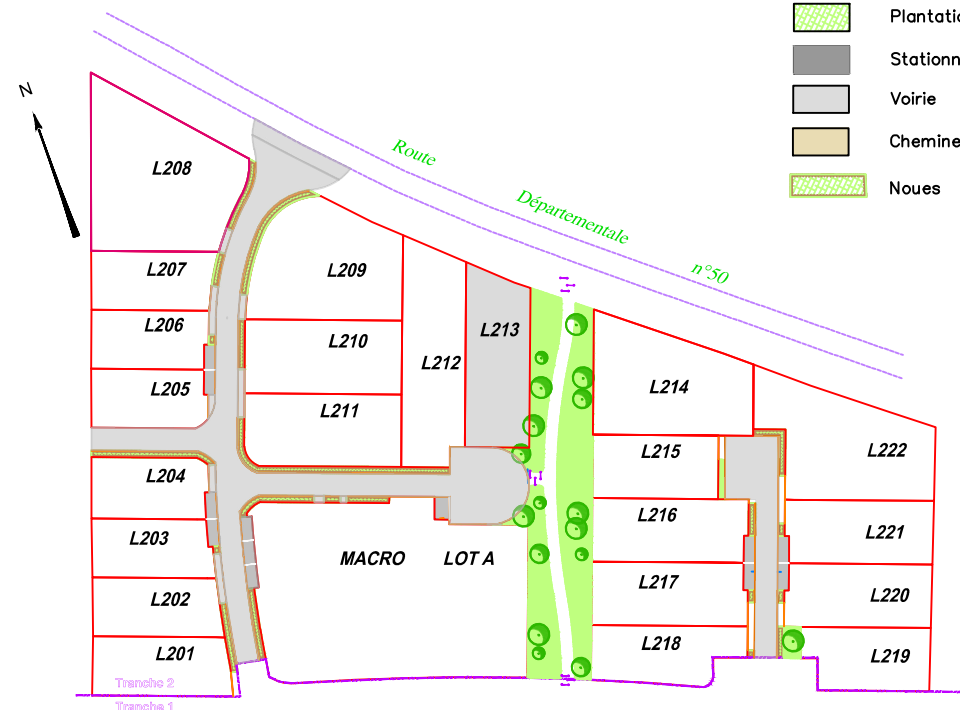 Stationn
Voirie
Noues
N
Route
Départementale
n°50
L208
L207
L206
L205
L204
L203
L202
L201
L209
L210
L211
L212
L213
L214
L215
L216
L217
L218
L222
L221
L220
L219
MACRO LOT A
Tranche 2
Tranche 1
Plantatio
Chemine